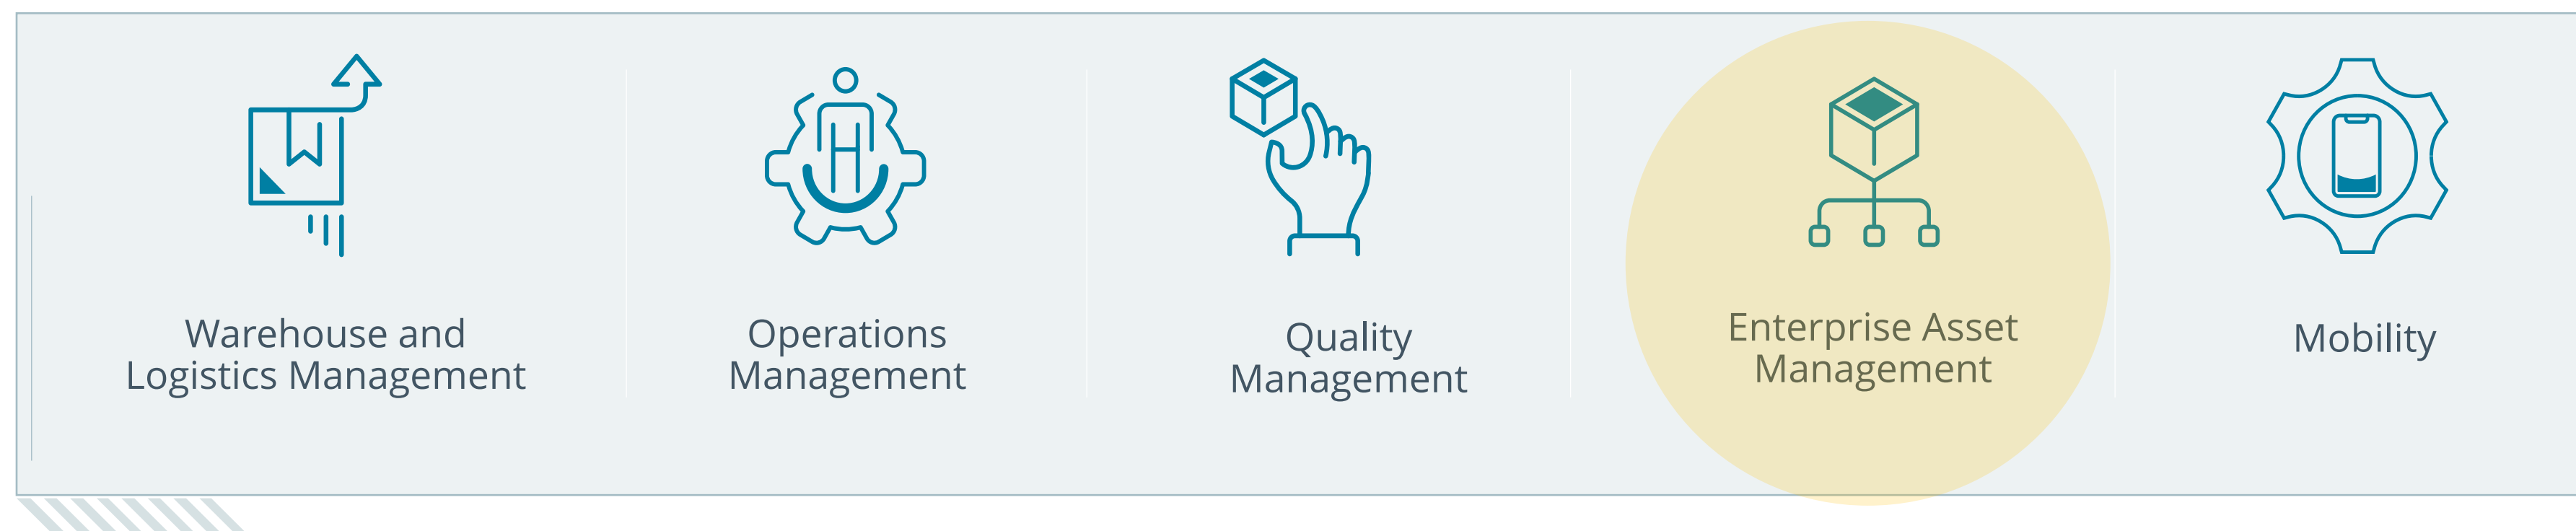 Warehouse and
Logistics Management
Operations
Management
Quality
Management
Enterprise Asset
Management
Mobility